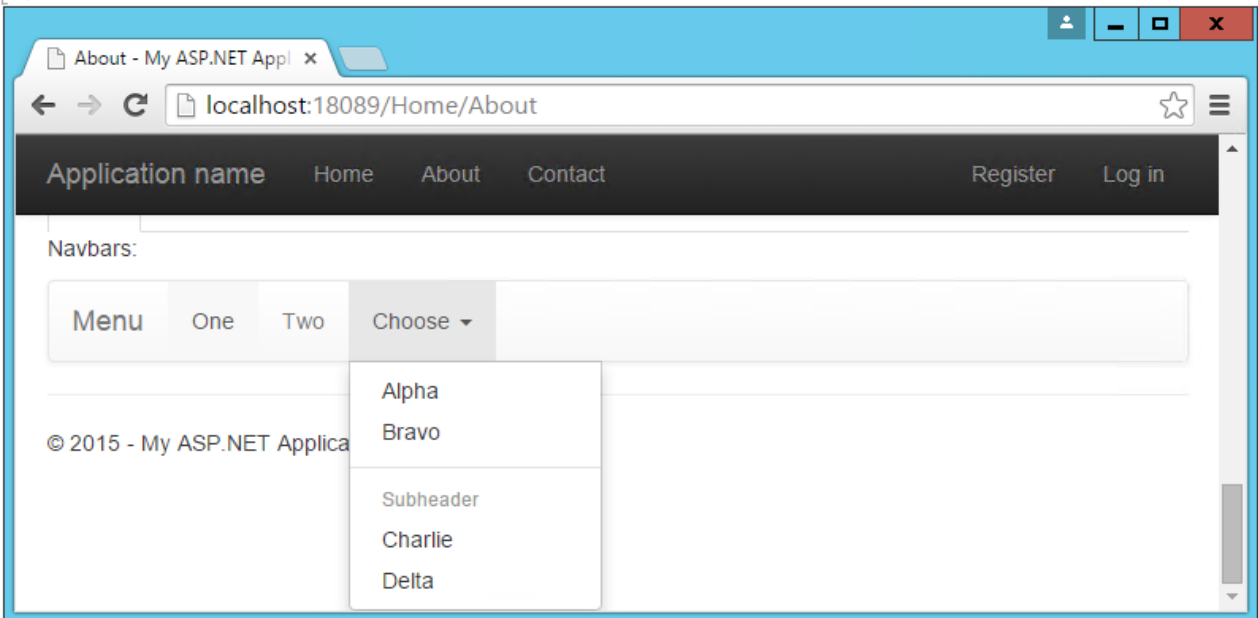 About - My ASP.NET Appl
localhost:18089/Home/About
Application name Home About Contact Register Log in
Navbars:
Menu One Two Choose
Alpha
Bravo
© 2015 - My ASP.NET Applica
Subheader
Charlie
Delta